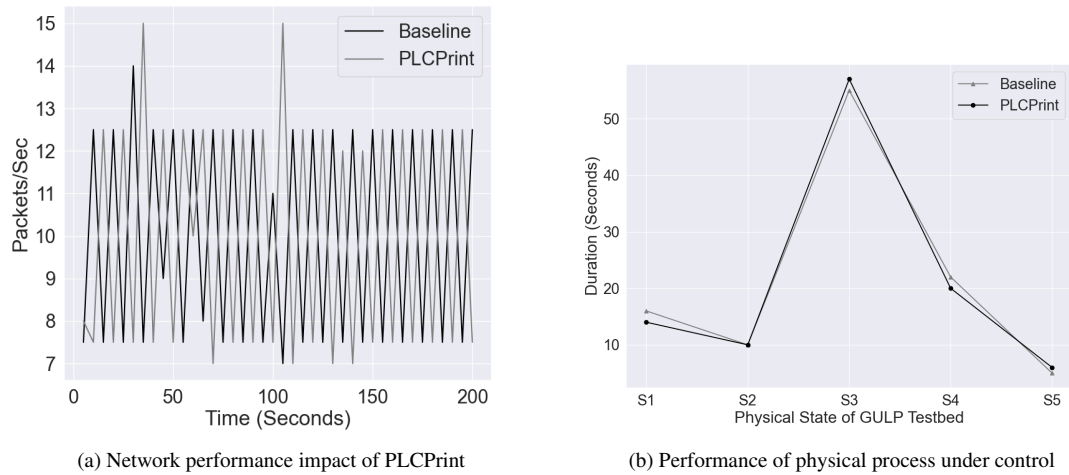 15
14
13
12
11
10
9
8
7
Packets/Sec
Baseline
PLCPrint
0
50
100
150
200
Time (Seconds)
(a) Network performance impact of PLCPrint
50
40
30
20
10
Duration (Seconds)
Baseline
PLCPrint
S1
S2
S3
S4
S5
Physical State of GULP Testbed
(b) Performance of physical process under control